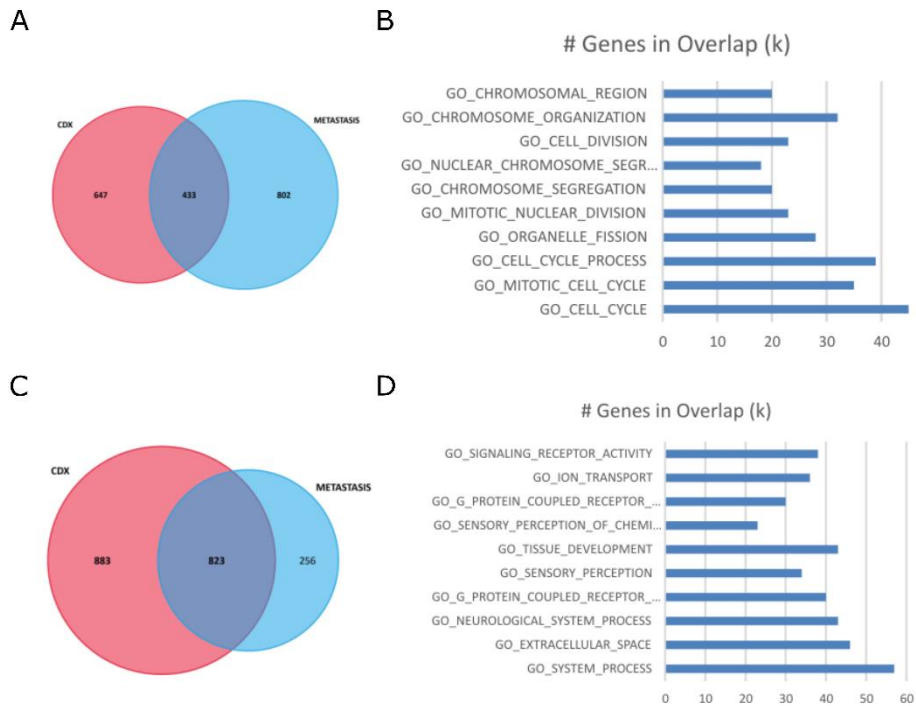 A
CDX
METASTASIS
647
433
802
B
# Genes in Overlap (k)
GO_CHROMOSOMAL_REGION
GO_CHROMOSOME_ORGANIZATION
GO_CELL_DIVISION
GO_NUCLEAR_CHROMOSOME_SEGR...
GO_CHROMOSOME_SEGREGATION
GO_MITOTIC_NUCLEAR_DIVISION
GO_ORGANELLE_FISSION
GO_CELL_CYCLE_PROCESS
GO_MITOTIC_CELL_CYCLE
GO_CELL_CYCLE
0 10 20 30 40
C
CDX
METASTASIS
883
823
256
D
# Genes in Overlap (k)
GO_SIGNALING_RECEPTOR_ACTIVITY
GO_ION_TRANSPORT
GO_G_PROTEIN_COUPLED_RECEPTOR_...
GO_SENSORY_PERCEPTION_OF_CHEMI...
GO_TISSUE_DEVELOPMENT
GO_SENSORY_PERCEPTION
GO_G_PROTEIN_COUPLED_RECEPTOR_...
GO_NEUROLOGICAL_SYSTEM_PROCESS
GO_EXTRACELLULAR_SPACE
GO_SYSTEM_PROCESS
0 10 20 30 40 50 60